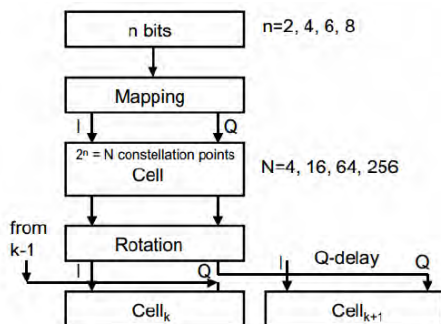 n bits
n=2, 4, 6, 8
Mapping
I
Q
2ⁿ = N constellation points
Cell
N=4, 16, 64, 256
from
k-1
Rotation
I
Q
I
Q-delay
Q
Cellₖ
Cellₖ₊₁